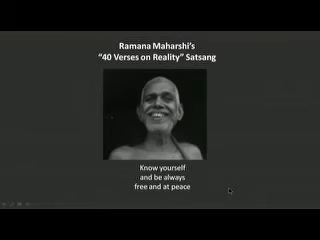 Ramana Maharshi's
"40 Verses on Reality" Satsang
Know yourself
and be always
free and at peace